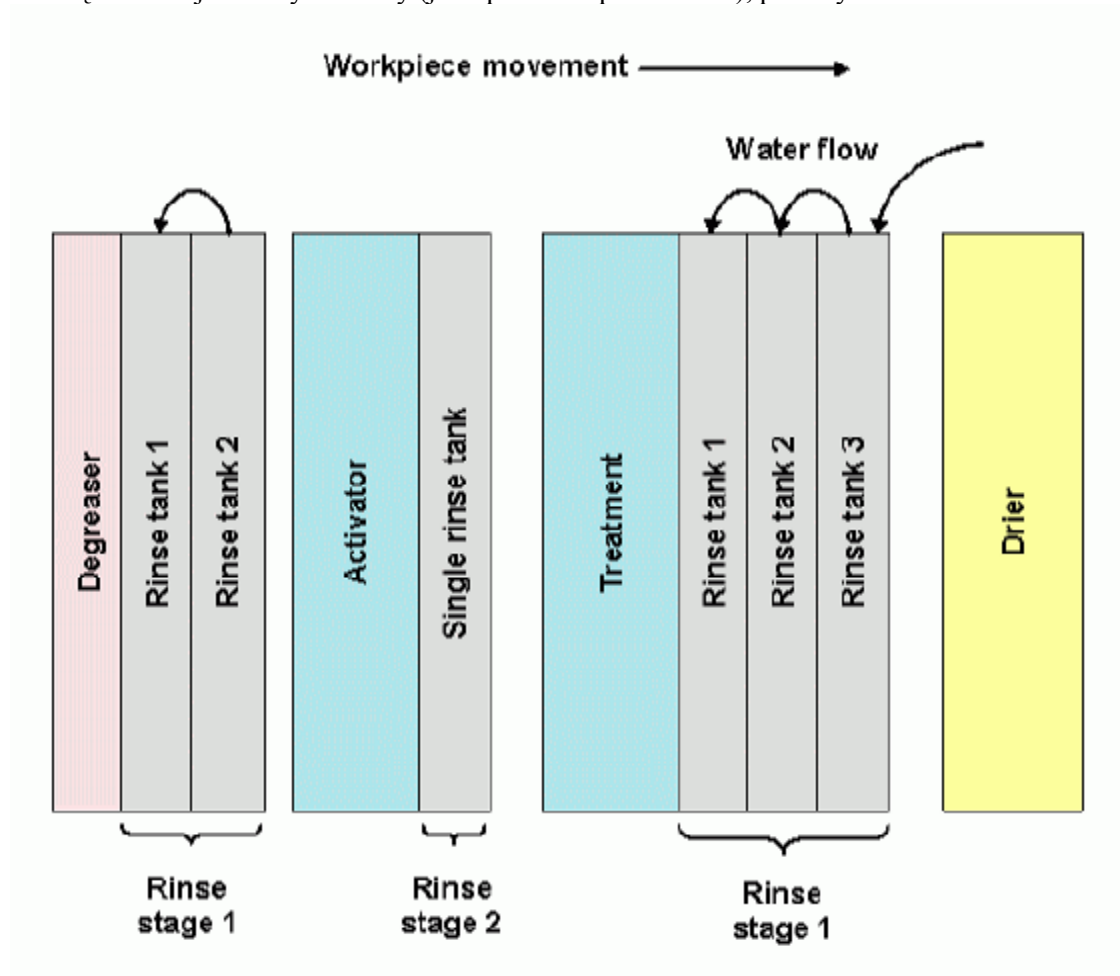 Workpiece movement
Water flow
Degreaser
Rinse tank 1
Rinse tank 2
Activator
Single rinse tank
Treatment
Rinse tank 1
Rinse tank 2
Rinse tank 3
Drier
Rinse
stage 1
Rinse
stage 2
Rinse
stage 1